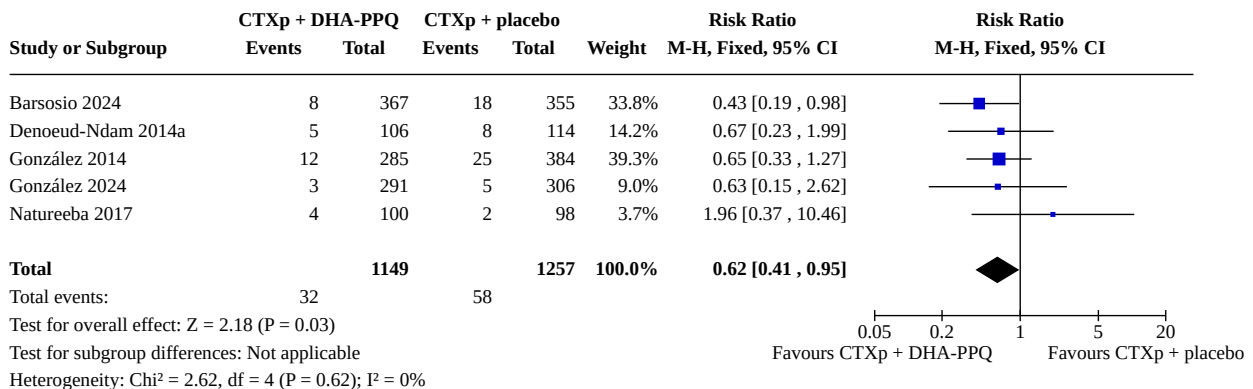 CTXp + DHA-PPQ CTXp + placebo Risk Ratio Risk Ratio
Study or Subgroup Events Total Events Total Weight M-H, Fixed, 95% CI M-H, Fixed, 95% CI
Barsosio 2024 8 367 18 355 33.8% 0.43 [0.19 , 0.98]
Denoeud-Ndam 2014a 5 106 8 114 14.2% 0.67 [0.23 , 1.99]
González 2014 12 285 25 384 39.3% 0.65 [0.33 , 1.27]
González 2024 3 291 5 306 9.0% 0.63 [0.15 , 2.62]
Natureeba 2017 4 100 2 98 3.7% 1.96 [0.37 , 10.46]
Total 1149 1257 100.0% 0.62 [0.41 , 0.95]
Total events: 32 58
Test for overall effect: Z = 2.18 (P = 0.03)
0.05 0.2 1 5 20
Test for subgroup differences: Not applicable Favours CTXp + DHA-PPQ Favours CTXp + placebo
Heterogeneity: Chi² = 2.62, df = 4 (P = 0.62); I² = 0%